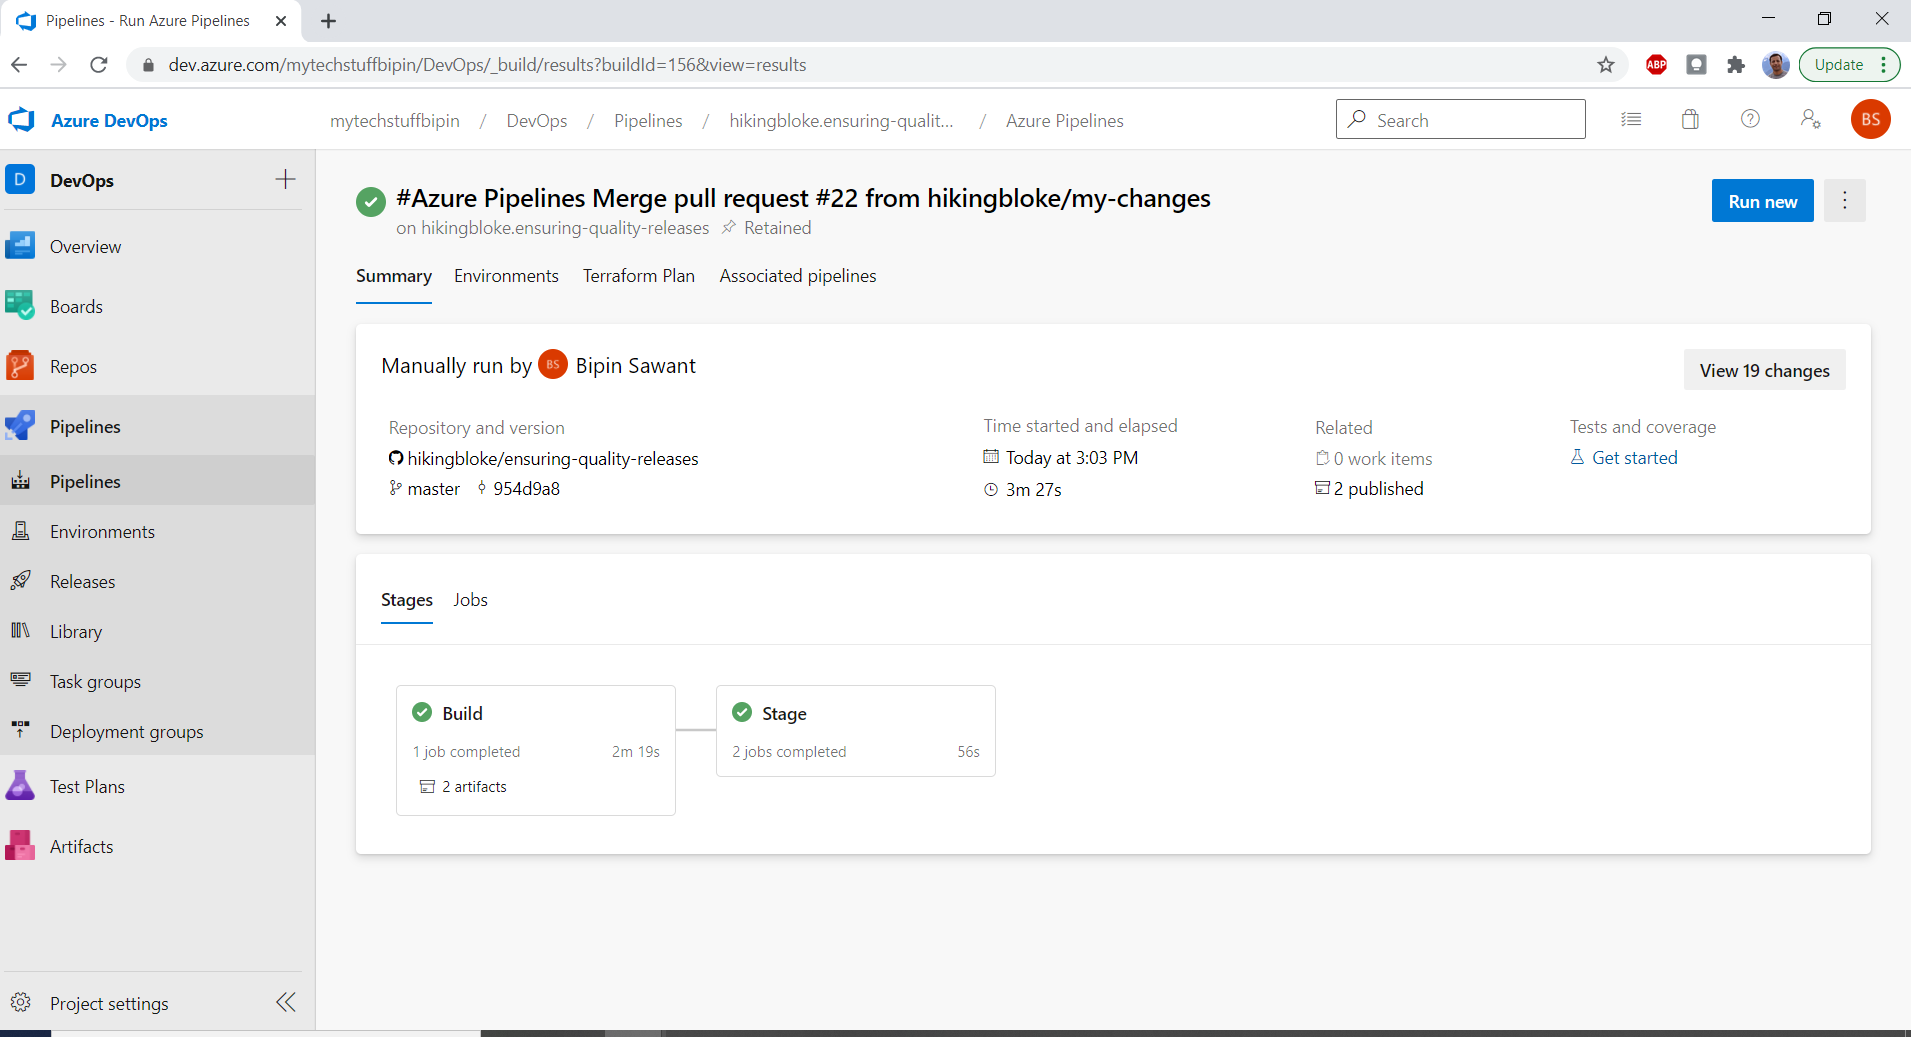 Pipelines - Run Azure Pipelines
dev.azure.com/mytechstuffbipin/DevOps/_build/results?buildId=156&view=results
ABP
Update
Azure DevOps
mytechstuffbipin / DevOps / Pipelines / hikingbloke.ensuring-qualit... / Azure Pipelines
Search
BS
D DevOps
Overview
Boards
Repos
Pipelines
Pipelines
Environments
Releases
Library
Task groups
Deployment groups
Test Plans
Artifacts
Project settings
#Azure Pipelines Merge pull request #22 from hikingbloke/my-changes
on hikingbloke.ensuring-quality-releases Retained
Run new
Summary Environments Terraform Plan Associated pipelines
Manually run by BS Bipin Sawant
View 19 changes
Repository and version
hikingbloke/ensuring-quality-releases
master 954d9a8
Time started and elapsed
Today at 3:03 PM
3m 27s
Related
0 work items
2 published
Tests and coverage
Get started
Stages Jobs
Build
1 job completed 2m 19s
2 artifacts
Stage
2 jobs completed 56s